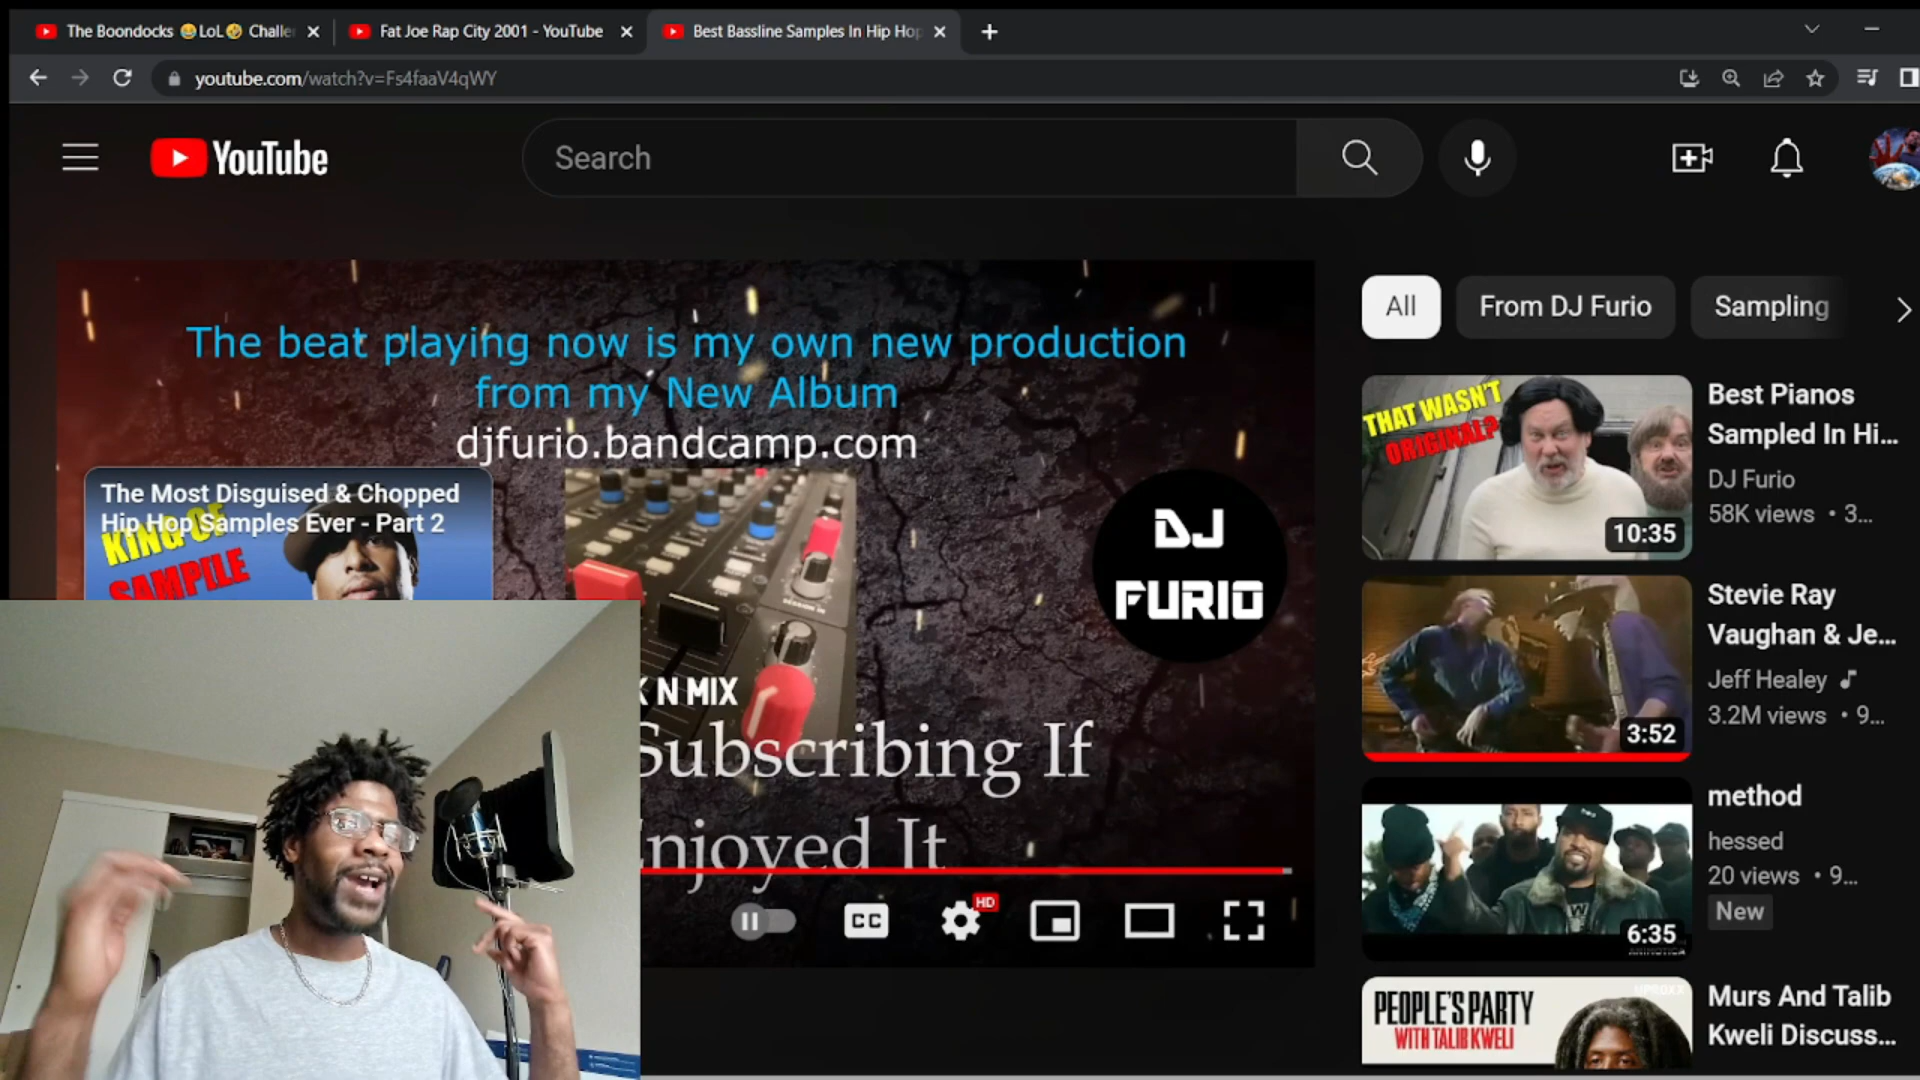 The Boondocks 😂LoL🤣 Challe
Fat Joe Rap City 2001 - YouTube
Best Bassline Samples In Hip Hop
youtube.com/watch?v=Fs4faaV4qWY
YouTube
Search
The beat playing now is my own new production
from my New Album
djfurio.bandcamp.com
The Most Disguised & Chopped
Hip Hop Samples Ever - Part 2
KING OF
SAMPLE
DJ
FURIO
K N MIX
Subscribing If
Enjoyed It
CC
HD
All
From DJ Furio
Sampling
THAT WASN'T
ORIGINAL?
10:35
Best Pianos
Sampled In Hi...
DJ Furio
58K views • 3...
3:52
Stevie Ray
Vaughan & Je...
Jeff Healey
3.2M views • 9...
6:35
method
hessed
20 views • 9...
New
PEOPLE'S PARTY
WITH TALIB KWELI
UPROXX
Murs And Talib
Kweli Discuss...